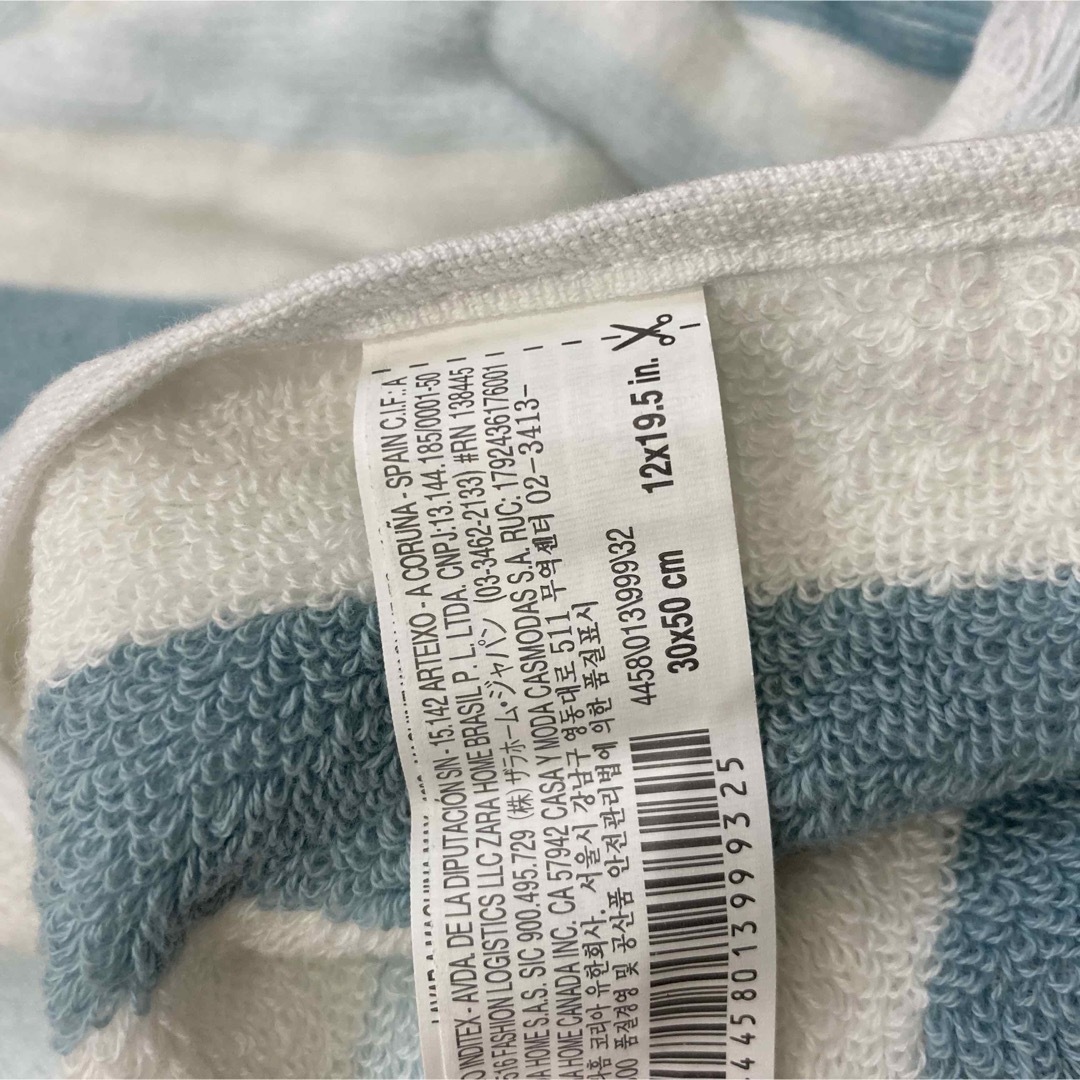 INDITEX - AVDA. DE LA DIPUTACIÓN S/N - 15.142 ARTEIXO - A CORUÑA - SPAIN C.I.F.: A
516 FASHION LOGISTICS LLC ZARA HOME BRASIL P. L. LTDA. CNPJ:13.144.185/0001-50
HOME S.A.S. SIC 900.495.729 (株)ザラホーム・ジャパン (03-3462-2133) #RN 138445
HOME CANADA INC. CA 57942 CASA Y MODA CASMODAS S.A. RUC: 1792436176001
코리아 유한회사. 서울시 강남구 영동대로 511 무역센터 02-3413-
품질경영 및 공산품 안전관리법에 의한 품질표시
4458\013\999\32
30x50 cm 12x19.5 in.
44580139993 25